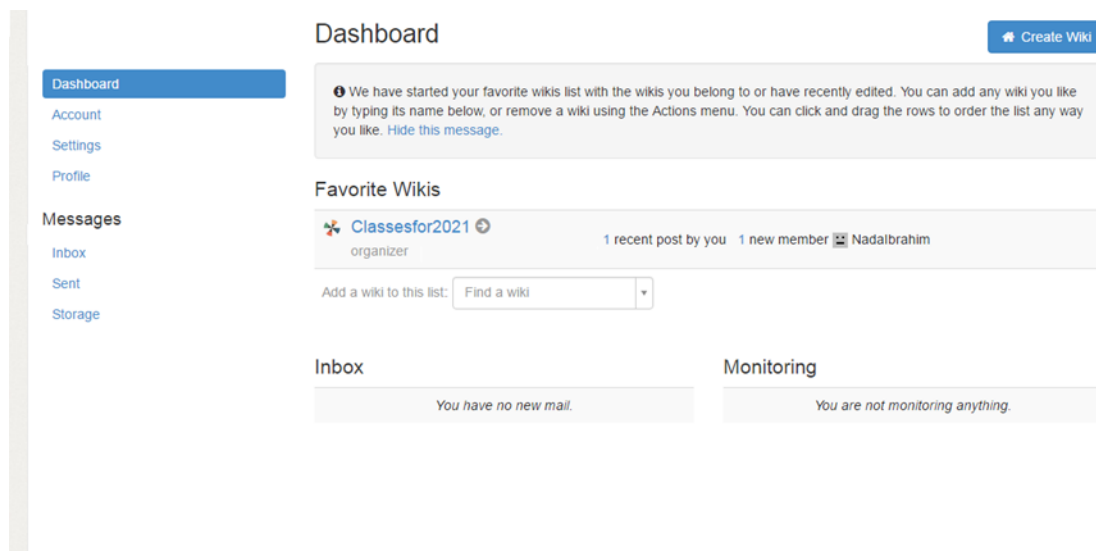 Dashboard
Create Wiki
Dashboard
Account
Settings
Profile
Messages
Inbox
Sent
Storage
We have started your favorite wikis list with the wikis you belong to or have recently edited. You can add any wiki you like
by typing its name below, or remove a wiki using the Actions menu. You can click and drag the rows to order the list any way
you like. Hide this message.
Favorite Wikis
Classesfor2021
organizer
1 recent post by you 1 new member Nadalbrahim
Add a wiki to this list: Find a wiki
Inbox
You have no new mail.
Monitoring
You are not monitoring anything.